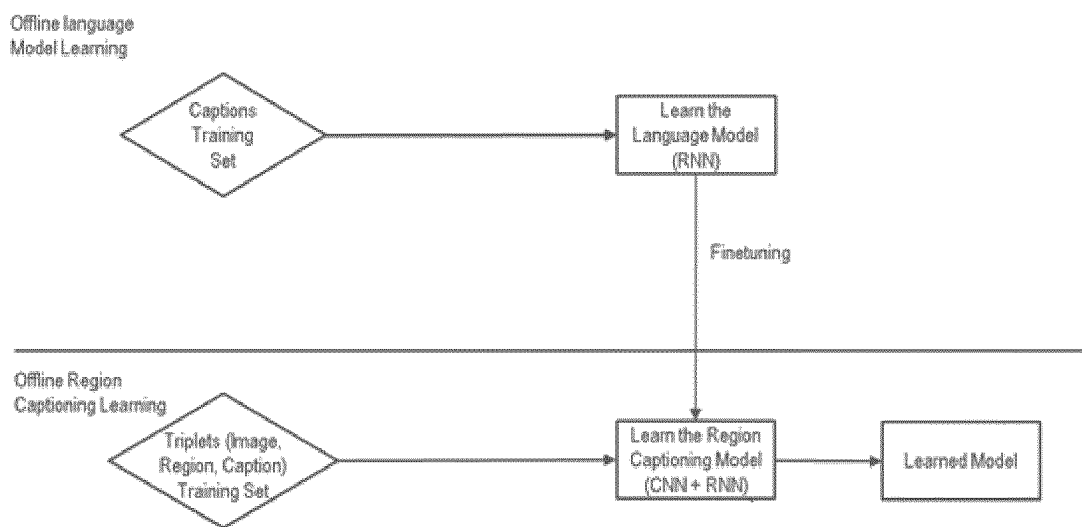 Offline language
Model Learning
Captions
Training
Set
Learn the
Language Model
(RNN)
Finetuning
Offline Region
Captioning Learning
Triplets (Image,
Region, Caption)
Training Set
Learn the Region
Captioning Model
(CNN + RNN)
Learned Model